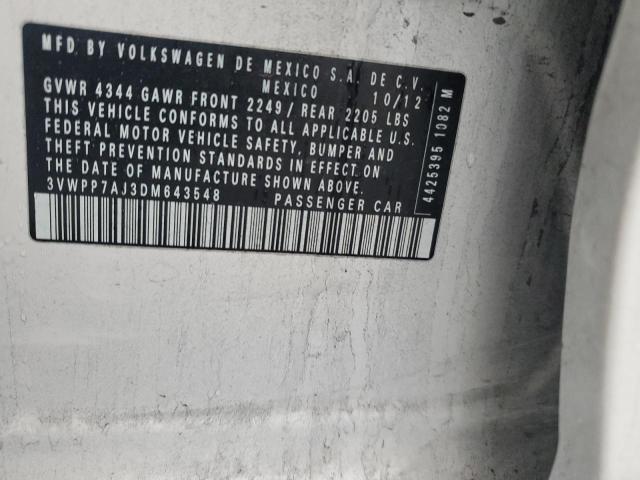 MFD. BY VOLKSWAGEN DE MEXICO S.A. DE C.V.
MEXICO 10/12
GVWR 4344 GAWR FRONT 2249/ REAR 2205 LBS
THIS VEHICLE CONFORMS TO ALL APPLICABLE U.S.
FEDERAL MOTOR VEHICLE SAFETY, BUMPER AND
THEFT PREVENTION STANDARDS IN EFFECT ON
THE DATE OF MANUFACTURE SHOWN ABOVE.
3VWPP7AJ3DM643548 PASSENGER CAR
4425395 1082 M